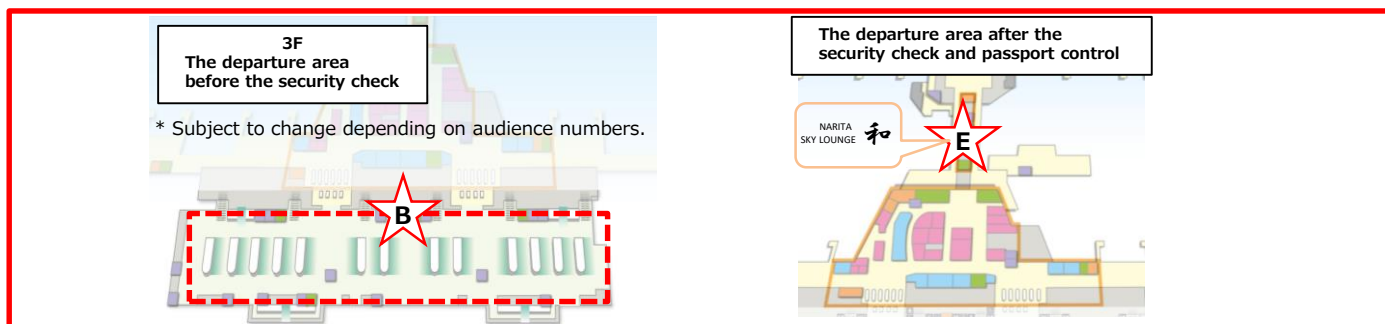 3F
The departure area
before the security check
* Subject to change depending on audience numbers.
B
The departure area after the
security check and passport control
NARITA
SKY LOUNGE 和
E